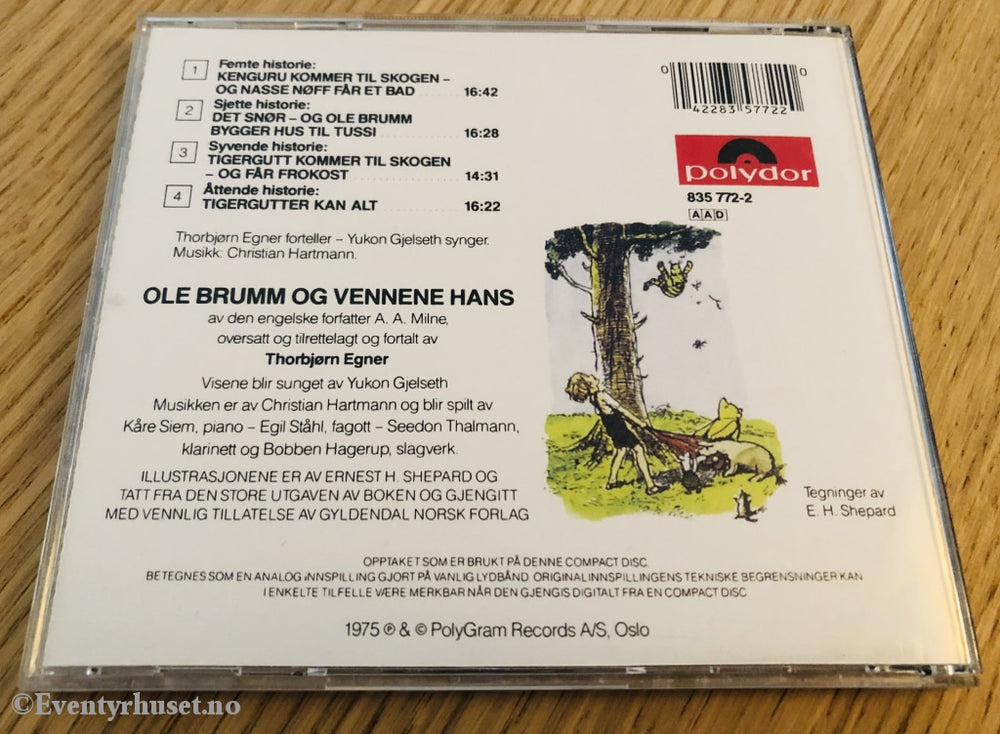 1 Femte historie:
KENGURU KOMMER TIL SKOGEN –
OG NASSE NØFF FÅR ET BAD ........ 16:42
2 Sjette historie:
DET SNØR – OG OLE BRUMM
BYGGER HUS TIL TUSSI ........ 16:28
3 Syvende historie:
TIGERGUTT KOMMER TIL SKOGEN
– OG FÅR FROKOST ........ 14:31
4 Åttende historie:
TIGERGUTTER KAN ALT ........ 16:22
Thorbjørn Egner forteller – Yukon Gjelseth synger.
Musikk: Christian Hartmann.
0 42283 57722 0
polydor
835 772-2
AAD
OLE BRUMM OG VENNENE HANS
av den engelske forfatter A. A. Milne,
oversatt og tilrettelagt og fortalt av
Thorbjørn Egner
Visene blir sunget av Yukon Gjelseth
Musikken er av Christian Hartmann og blir spilt av
Kåre Siem, piano – Egil Ståhl, fagott – Seedon Thalmann,
klarinett og Bobben Hagerup, slagverk.
ILLUSTRASJONENE ER AV ERNEST H. SHEPARD OG
TATT FRA DEN STORE UTGAVEN AV BOKEN OG GJENGITT
MED VENNLIG TILLATELSE AV GYLDENDAL NORSK FORLAG
Tegninger av
E. H. Shepard
OPPTAKET SOM ER BRUKT PÅ DENNE COMPACT DISC
BETEGNES SOM EN ANALOG INNSPILLING GJORT PÅ VANLIG LYDBÅND. ORIGINALINNSPILLINGENS TEKNISKE BEGRENSNINGER KAN
I ENKELTE TILFELLE VÆRE MERKBAR NÅR DEN GJENGIS DIGITALT FRA EN COMPACT DISC
1975 ℗ & © PolyGram Records A/S, Oslo
©Eventyrhuset.no